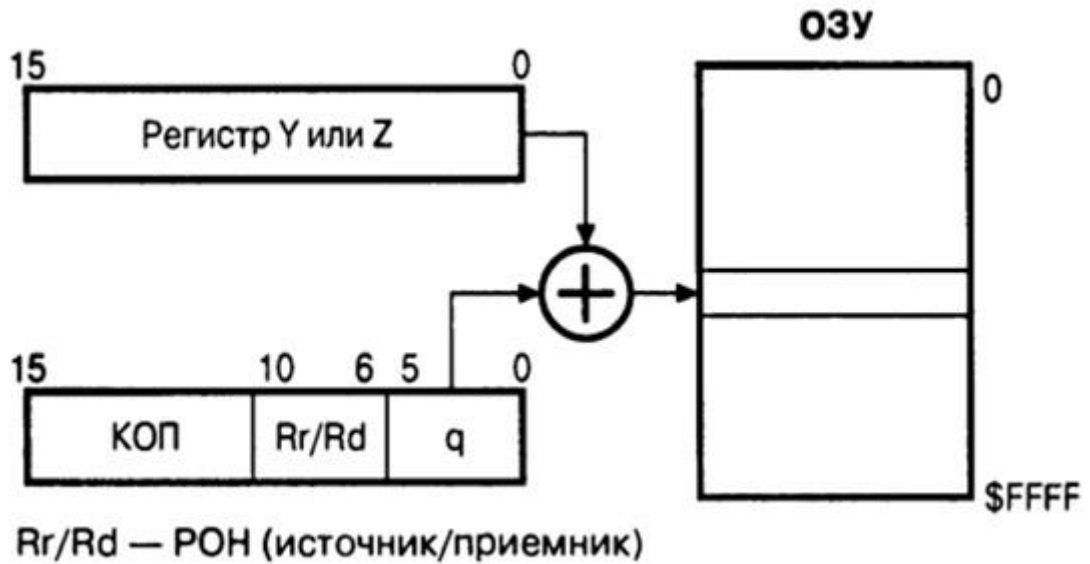 ОЗУ
15 0
Регистр Y или Z
0
15 10 6 5 0
КОП Rr/Rd q
$FFFF
Rr/Rd — РОН (источник/приемник)